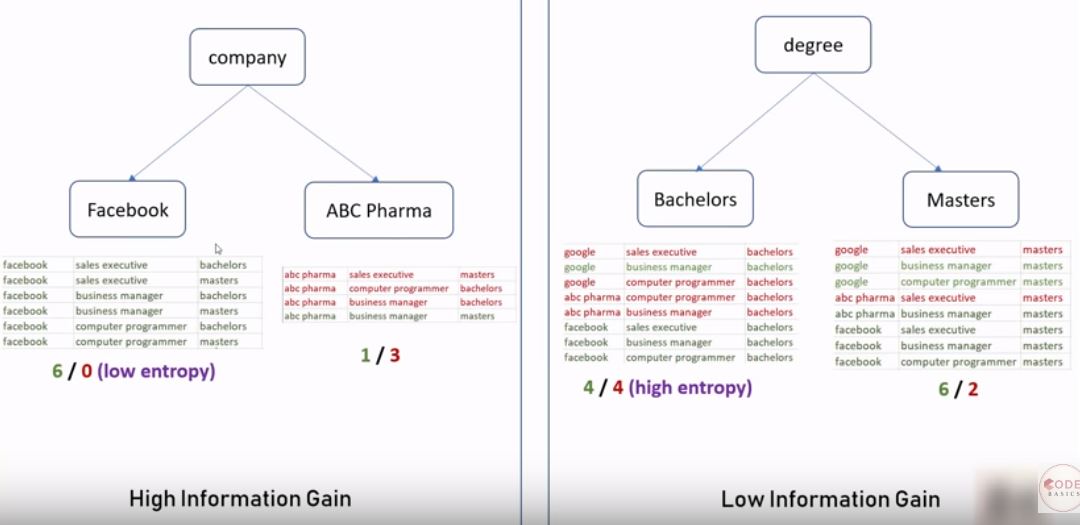 company
Facebook
ABC Pharma
facebook sales executive bachelors
facebook sales executive masters
facebook business manager bachelors
facebook business manager masters
facebook computer programmer bachelors
facebook computer programmer masters
6 / 0 (low entropy)
abc pharma sales executive masters
abc pharma computer programmer bachelors
abc pharma business manager bachelors
abc pharma business manager masters
1 / 3
High Information Gain
degree
Bachelors
Masters
google sales executive bachelors
google business manager bachelors
google computer programmer bachelors
abc pharma computer programmer bachelors
abc pharma business manager bachelors
facebook sales executive bachelors
facebook business manager bachelors
facebook computer programmer bachelors
4 / 4 (high entropy)
google sales executive masters
google business manager masters
google computer programmer masters
abc pharma sales executive masters
abc pharma business manager masters
facebook sales executive masters
facebook business manager masters
facebook computer programmer masters
6 / 2
Low Information Gain
CODE
BASICS